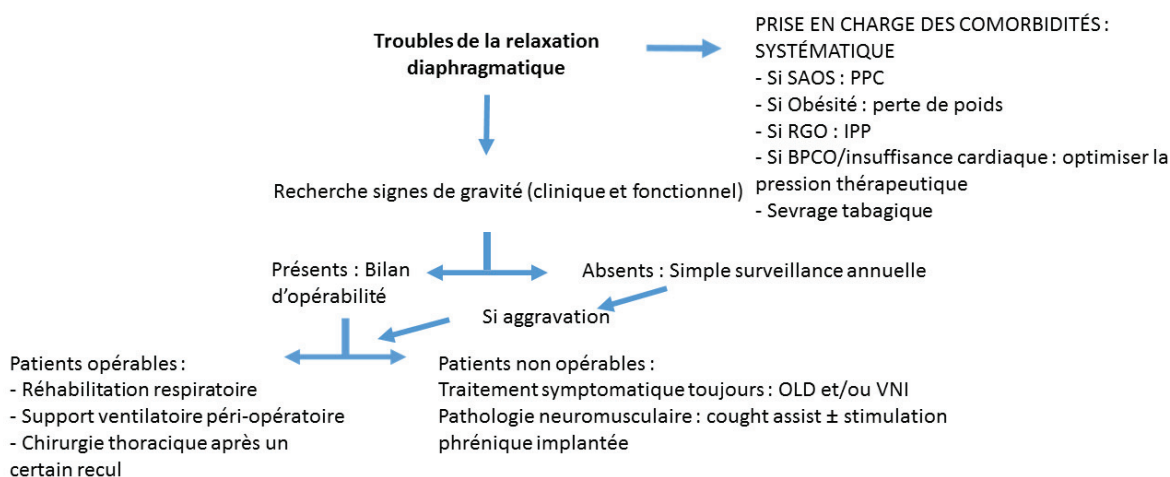 Troubles de la relaxation
diaphragmatique
PRISE EN CHARGE DES COMORBIDITÉS :
SYSTÉMATIQUE
- Si SAOS : PPC
- Si Obésité : perte de poids
- Si RGO : IPP
- Si BPCO/insuffisance cardiaque : optimiser la
pression thérapeutique
- Sevrage tabagique
Recherche signes de gravité (clinique et fonctionnel)
Présents : Bilan
d’opérabilité
Absents : Simple surveillance annuelle
Si aggravation
Patients opérables :
- Réhabilitation respiratoire
- Support ventilatoire péri-opératoire
- Chirurgie thoracique après un
certain recul
Patients non opérables :
Traitement symptomatique toujours : OLD et/ou VNI
Pathologie neuromusculaire : cought assist ± stimulation
phrénique implantée